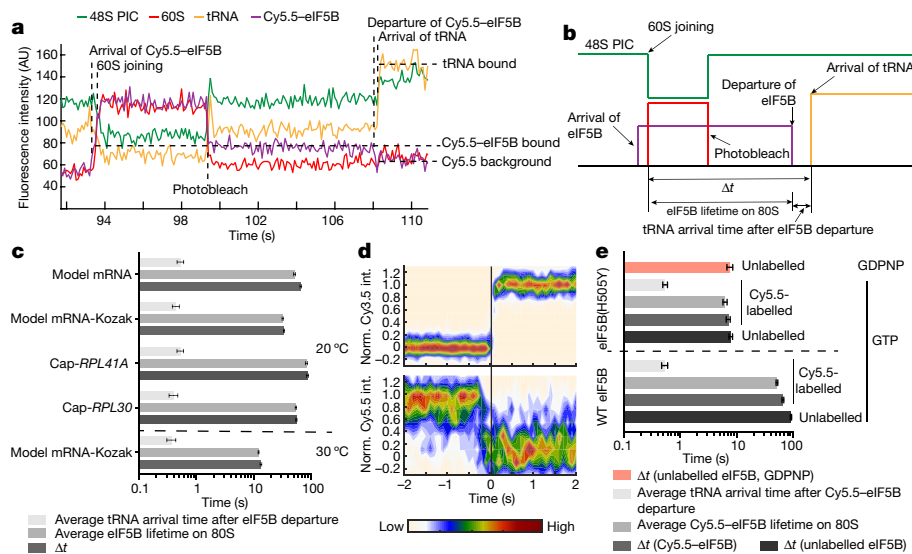 48S PIC 60S tRNA Cy5.5–eIF5B
a
Arrival of Cy5.5–eIF5B
60S joining
Departure of Cy5.5–eIF5B
Arrival of tRNA
tRNA bound
Cy5.5–eIF5B bound
Cy5.5 background
Photobleach
Fluorescence intensity (AU)
160
140
120
100
80
60
40
94 96 98 100 102 104 106 108 110
Time (s)
b
48S PIC
60S joining
Departure of
eIF5B
Arrival of tRNA
Arrival of
eIF5B
Photobleach
Δt
eIF5B lifetime on 80S
tRNA arrival time after eIF5B departure
c
Model mRNA
Model mRNA-Kozak
Cap-RPL41A
Cap-RPL30
Model mRNA-Kozak
20 ºC
30 ºC
0.1 1 10 100
Time (s)
Average tRNA arrival time after eIF5B departure
Average eIF5B lifetime on 80S
Δt
d
Norm. Cy3.5 int.
1.2
1.0
0.8
0.6
0.4
0.2
0
−0.2
Norm. Cy5.5 int.
1.2
1.0
0.8
0.6
0.4
0.2
0
−0.2
−2 −1 0 1 2
Time (s)
Low High
e
eIF5B(H505Y)
WT eIF5B
Unlabelled
GDPNP
Cy5.5-
labelled
Unlabelled
GTP
Cy5.5-
labelled
Unlabelled
0.1 1 10 100
Time (s)
Δt (unlabelled eIF5B, GDPNP)
Average tRNA arrival time after Cy5.5–eIF5B
departure
Average Cy5.5–eIF5B lifetime on 80S
Δt (Cy5.5–eIF5B) Δt (unlabelled eIF5B)